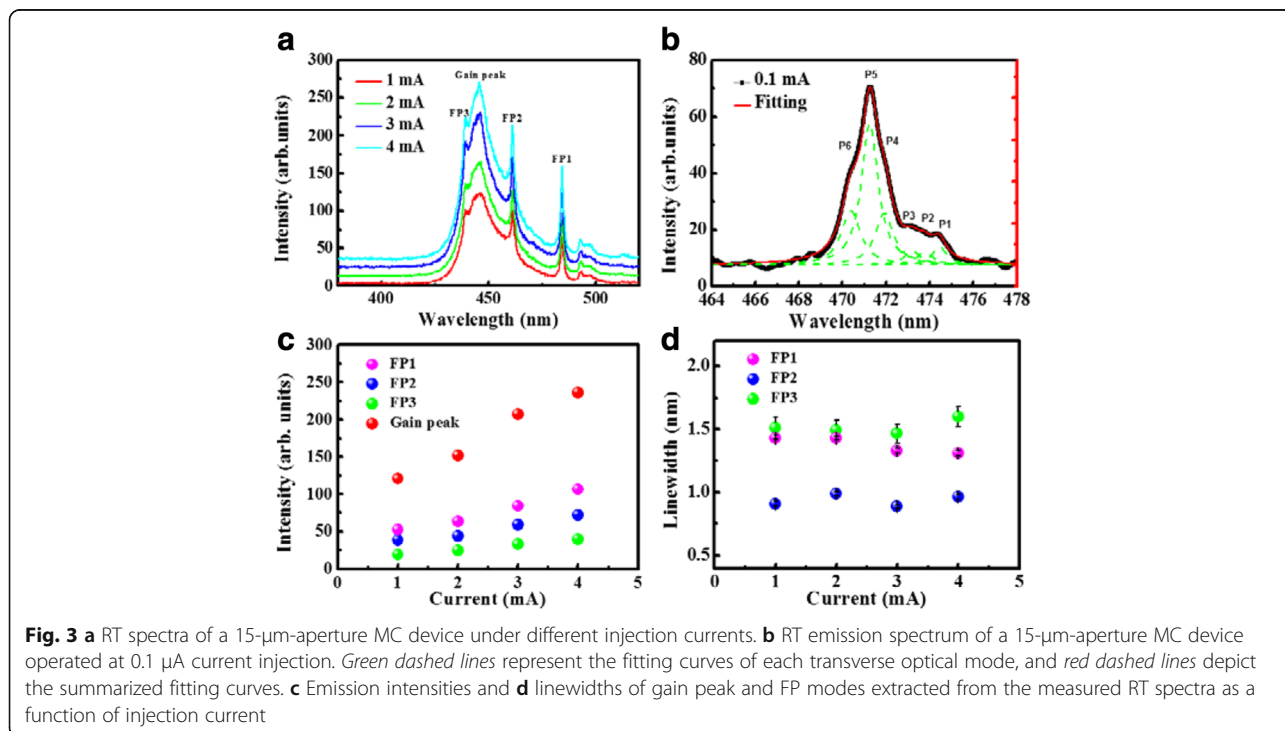 a
300
250
200
150
100
50
0
Intensity (arb.units)
1 mA
2 mA
3 mA
4 mA
Gain peak
FP3
FP2
FP1
400
450
500
Wavelength (nm)
b
80
60
40
20
0
Intensity (arb.units)
0.1 mA
Fitting
P5
P6
P4
P3
P2
P1
464
466
468
470
472
474
476
478
Wavelength (nm)
c
300
250
200
150
100
50
0
Intensity (arb. units)
FP1
FP2
FP3
Gain peak
0
1
2
3
4
5
Current (mA)
d
2.0
1.5
1.0
0.5
Linewidth (nm)
FP1
FP2
FP3
0
1
2
3
4
5
Current (mA)
Fig. 3 a RT spectra of a 15-μm-aperture MC device under different injection currents. b RT emission spectrum of a 15-μm-aperture MC device
operated at 0.1 μA current injection. Green dashed lines represent the fitting curves of each transverse optical mode, and red dashed lines depict
the summarized fitting curves. c Emission intensities and d linewidths of gain peak and FP modes extracted from the measured RT spectra as a
function of injection current